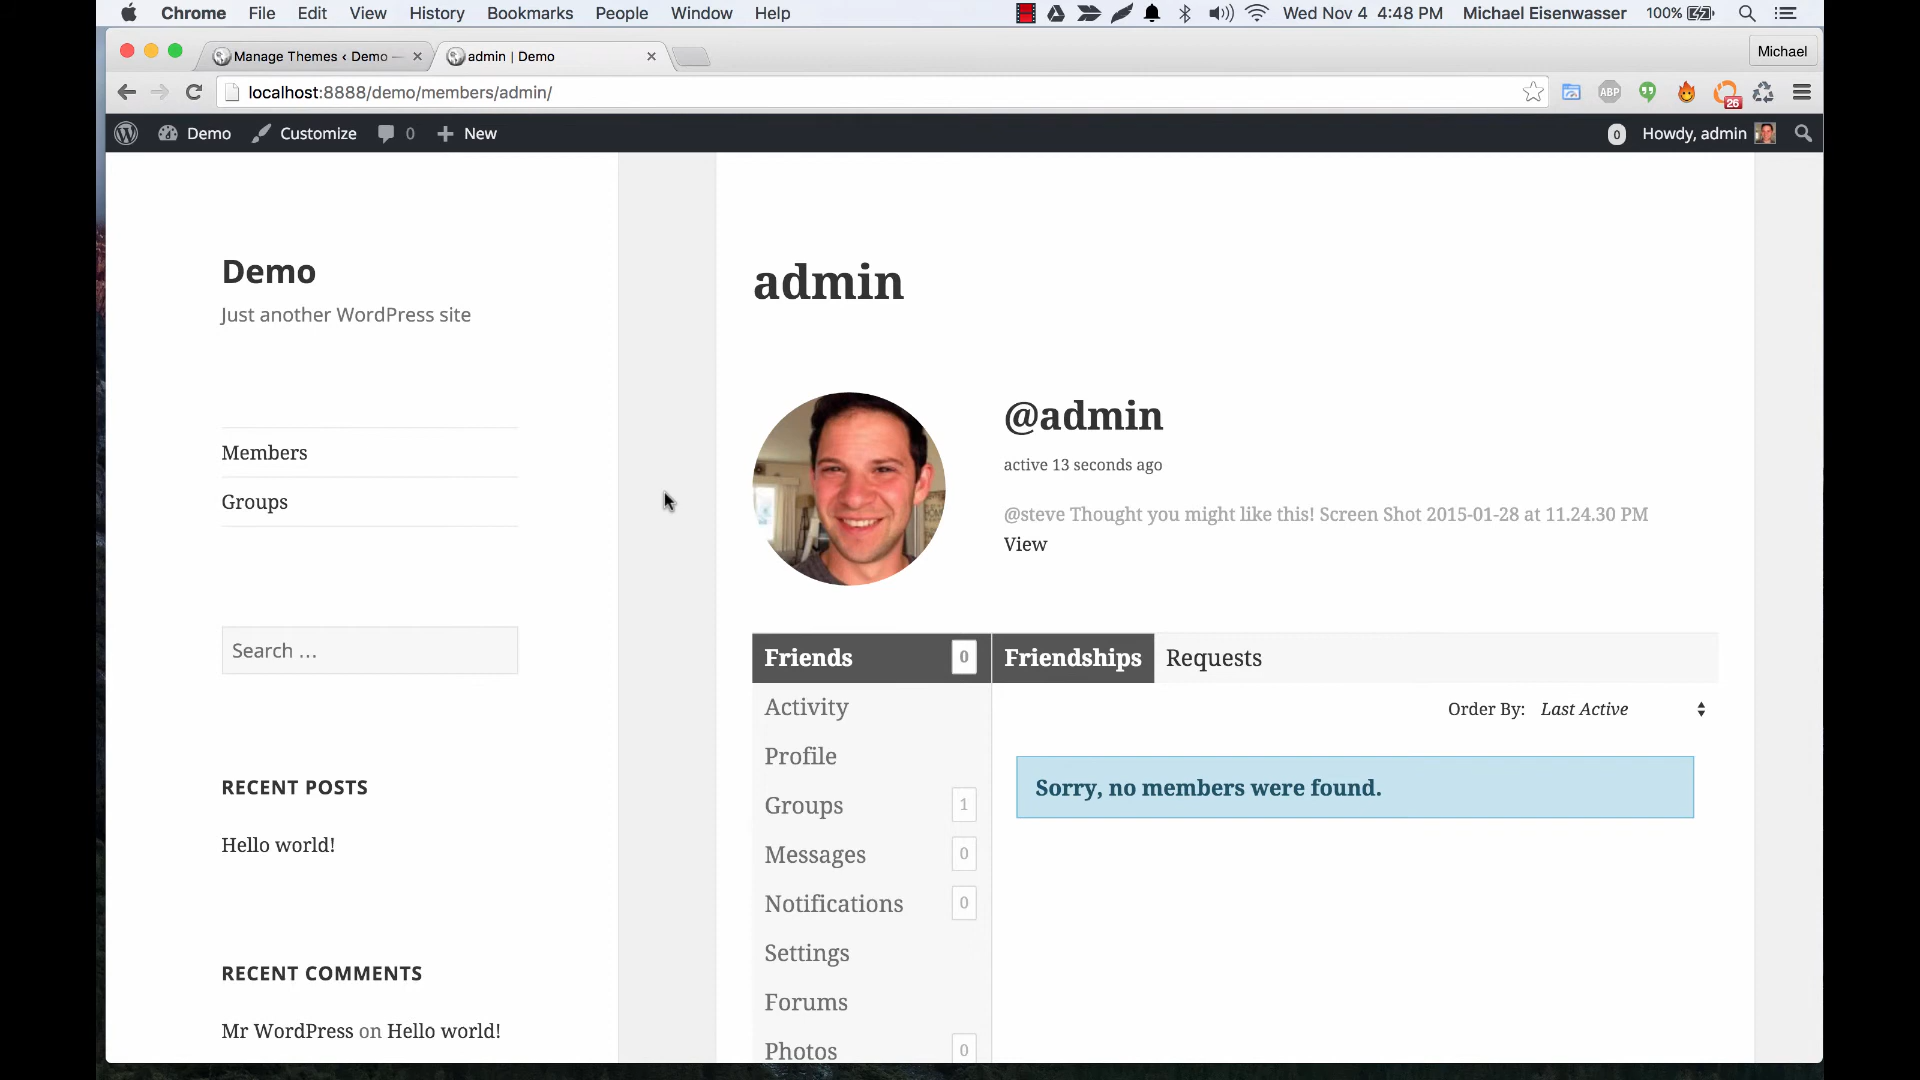 Chrome File Edit View History Bookmarks People Window Help Wed Nov 4 4:48 PM Michael Eisenwasser 100%
Manage Themes ‹ Demo — admin | Demo Michael
localhost:8888/demo/members/admin/ ABP 26
Demo Customize 0 New 0 Howdy, admin
Demo
Just another WordPress site
Members
Groups
Search …
RECENT POSTS
Hello world!
RECENT COMMENTS
Mr WordPress on Hello world!
admin
@admin
active 13 seconds ago
@steve Thought you might like this! Screen Shot 2015-01-28 at 11.24.30 PM
View
Friends 0 Friendships Requests
Activity
Profile
Groups 1
Messages 0
Notifications 0
Settings
Forums
Photos 0
Order By: Last Active
Sorry, no members were found.